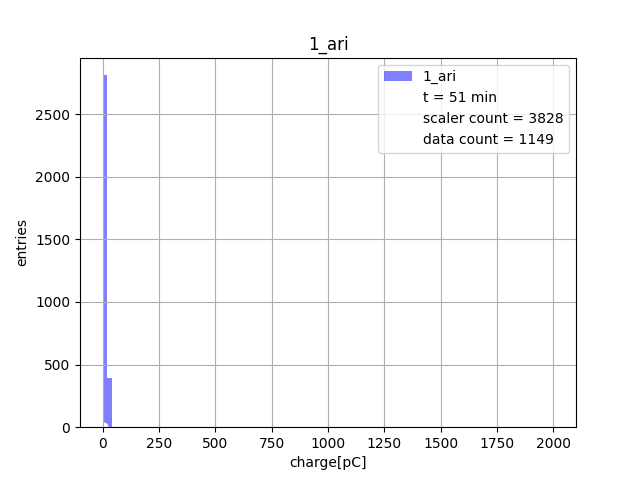 1_ari
1_ari
t = 51 min
scaler count = 3828
data count = 1149
2500
2000
1500
1000
500
0
entries
0 250 500 750 1000 1250 1500 1750 2000
charge[pC]